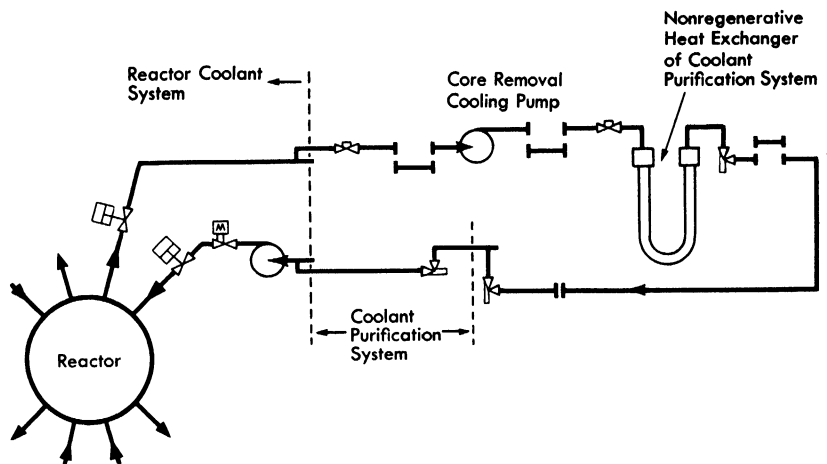 Nonregenerative
Heat Exchanger
of Coolant
Purification System
Reactor Coolant
System
Core Removal
Cooling Pump
M
Coolant
Purification
System
Reactor